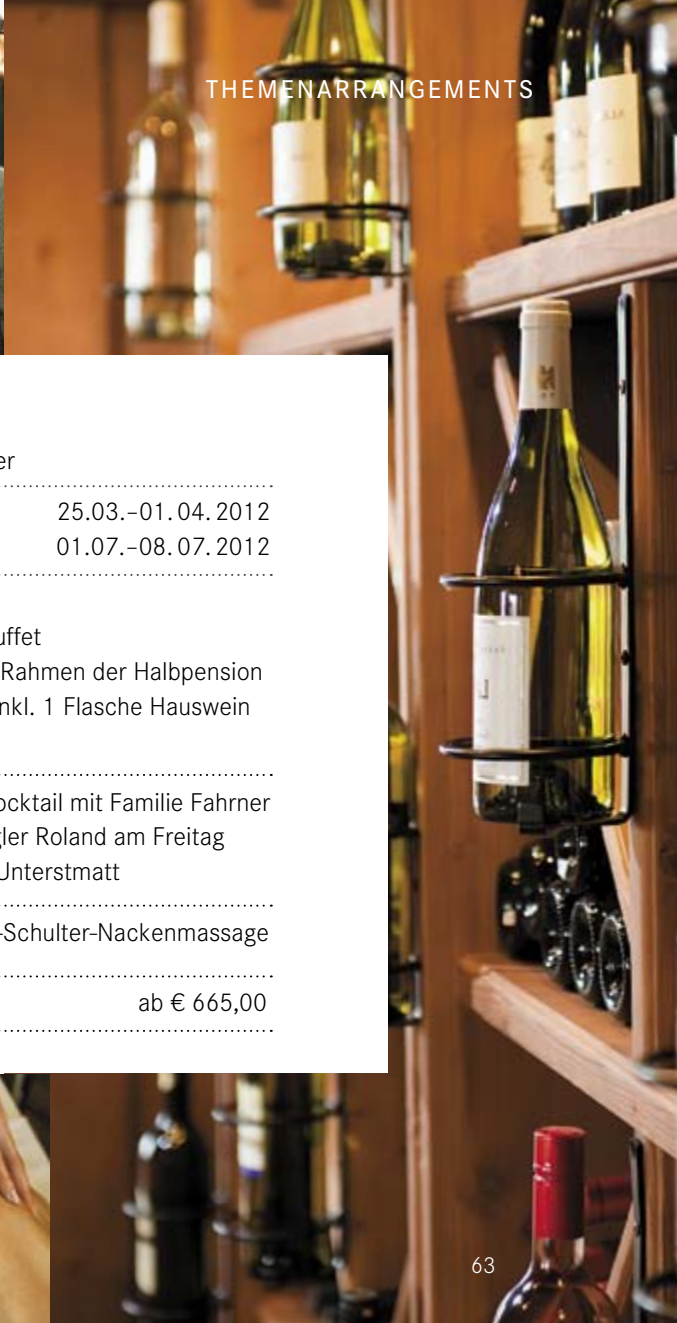 THEMENARRANGEMENTS
er
25.03.–01.04.2012
01.07.–08.07.2012
uffet
Rahmen der Halbpension
nkl. 1 Flasche Hauswein
ocktail mit Familie Fahrner
gler Roland am Freitag
Unterstmatt
-Schulter-Nackenmassage
ab € 665,00
63